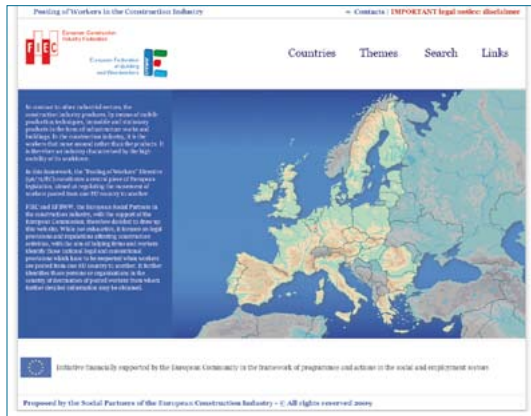 Posting of Workers in the Construction Industry
Contacts | IMPORTANT legal notice: disclaimer
FIEC
European Construction
Industry Federation
European Federation
of Building
and Woodworkers
Countries Themes Search Links
In contrast to other industrial sectors, the
construction industry produces, by means of mobile
production techniques, immobile and stationary
products in the form of infrastructure works and
buildings. In the construction industry, it is the
workers that move around rather than the products. It
is therefore an industry characterised by the high
mobility of its workforce.
In this framework, the "Posting of Workers" Directive
(96/71/EC) constitutes a central piece of European
legislation, aimed at regulating the movement of
workers posted from one EU country to another.
FIEC and EFBWW, the European Social Partners in
the construction industry, with the support of the
European Commission, therefore decided to draw up
this web site. While not exhaustive, it focuses on legal
provisions and regulations affecting construction
activities, with the aim of helping firms and workers
identify those national legal and conventional
provisions which have to be respected when workers
are posted from one EU country to another. It further
identifies those persons or organisations in the
country of destination of posted workers from whom
further detailed information may be obtained.
Initiative financially supported by the European Community in the framework of programmes and actions in the social and employment sectors
Proposed by the Social Partners of the European Construction Industry - © All rights reserved 2009